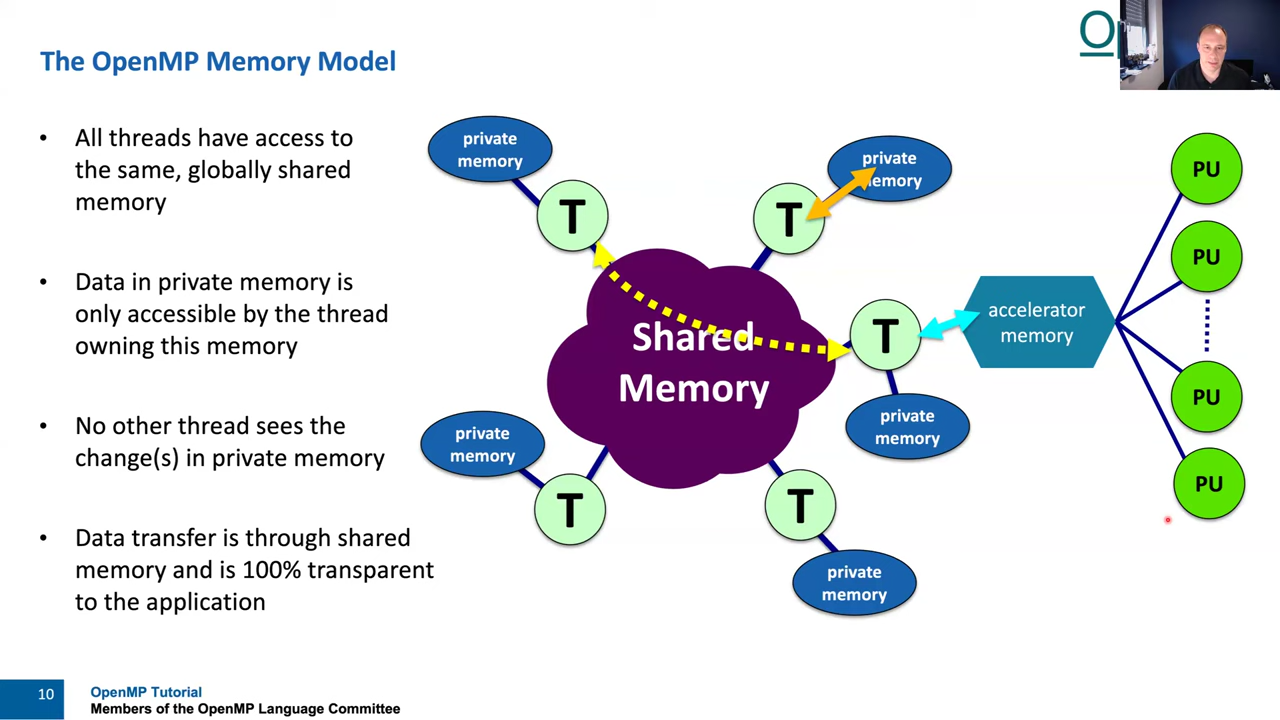 The OpenMP Memory Model
• All threads have access to
the same, globally shared
memory
• Data in private memory is
only accessible by the thread
owning this memory
• No other thread sees the
change(s) in private memory
• Data transfer is through shared
memory and is 100% transparent
to the application
private
memory
T
T
private
PU
PU
accelerator
memory
Shared
Memory
T
private
memory
PU
private
memory
T
T
PU
private
memory
10
OpenMP Tutorial
Members of the OpenMP Language Committee